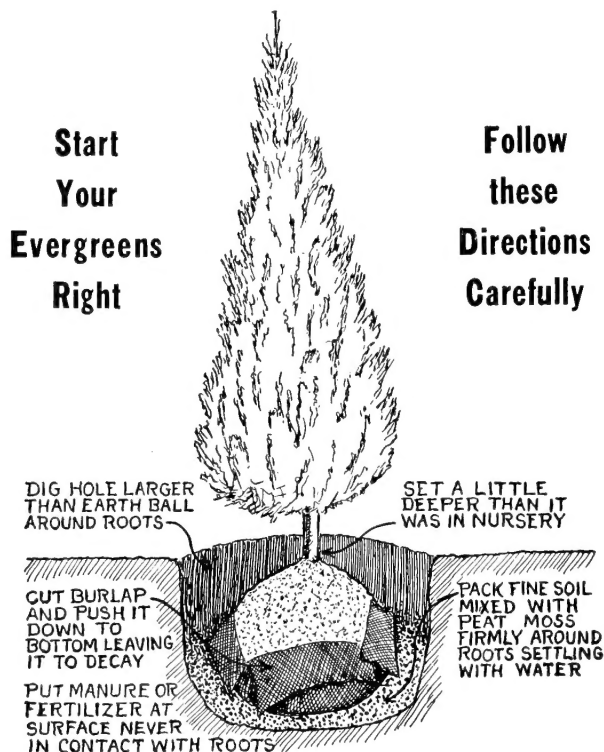 Start
Your
Evergreens
Right
Follow
these
Directions
Carefully
DIG HOLE LARGER
THAN EARTH BALL
AROUND ROOTS
SET A LITTLE
DEEPER THAN IT
WAS IN NURSERY
CUT BURLAP
AND PUSH IT
DOWN TO
BOTTOM LEAVING
IT TO DECAY
PACK FINE SOIL
MIXED WITH
PEAT MOSS
FIRMLY AROUND
ROOTS SETTLING
WITH WATER
PUT MANURE OR
FERTILIZER AT
SURFACE NEVER
IN CONTACT WITH ROOTS